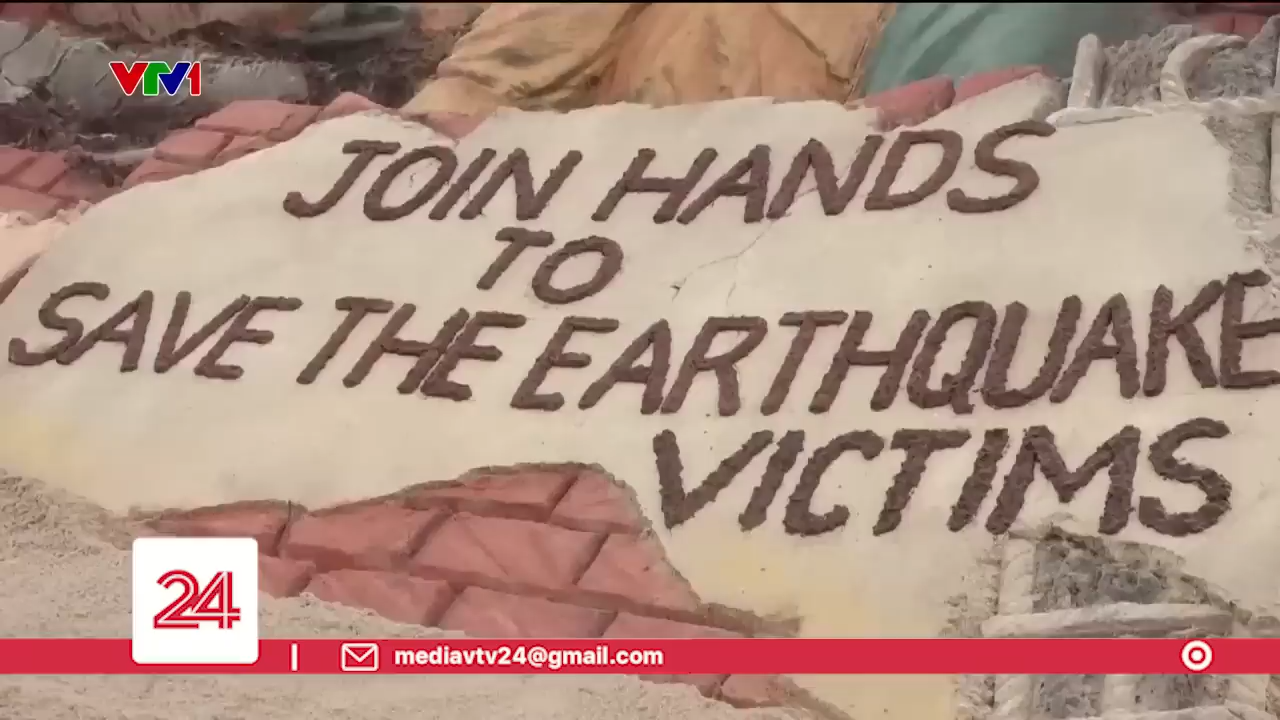 VTV1
JOIN HANDS
TO
SAVE THE EARTHQUAKE
VICTIMS
24
mediavtv24@gmail.com